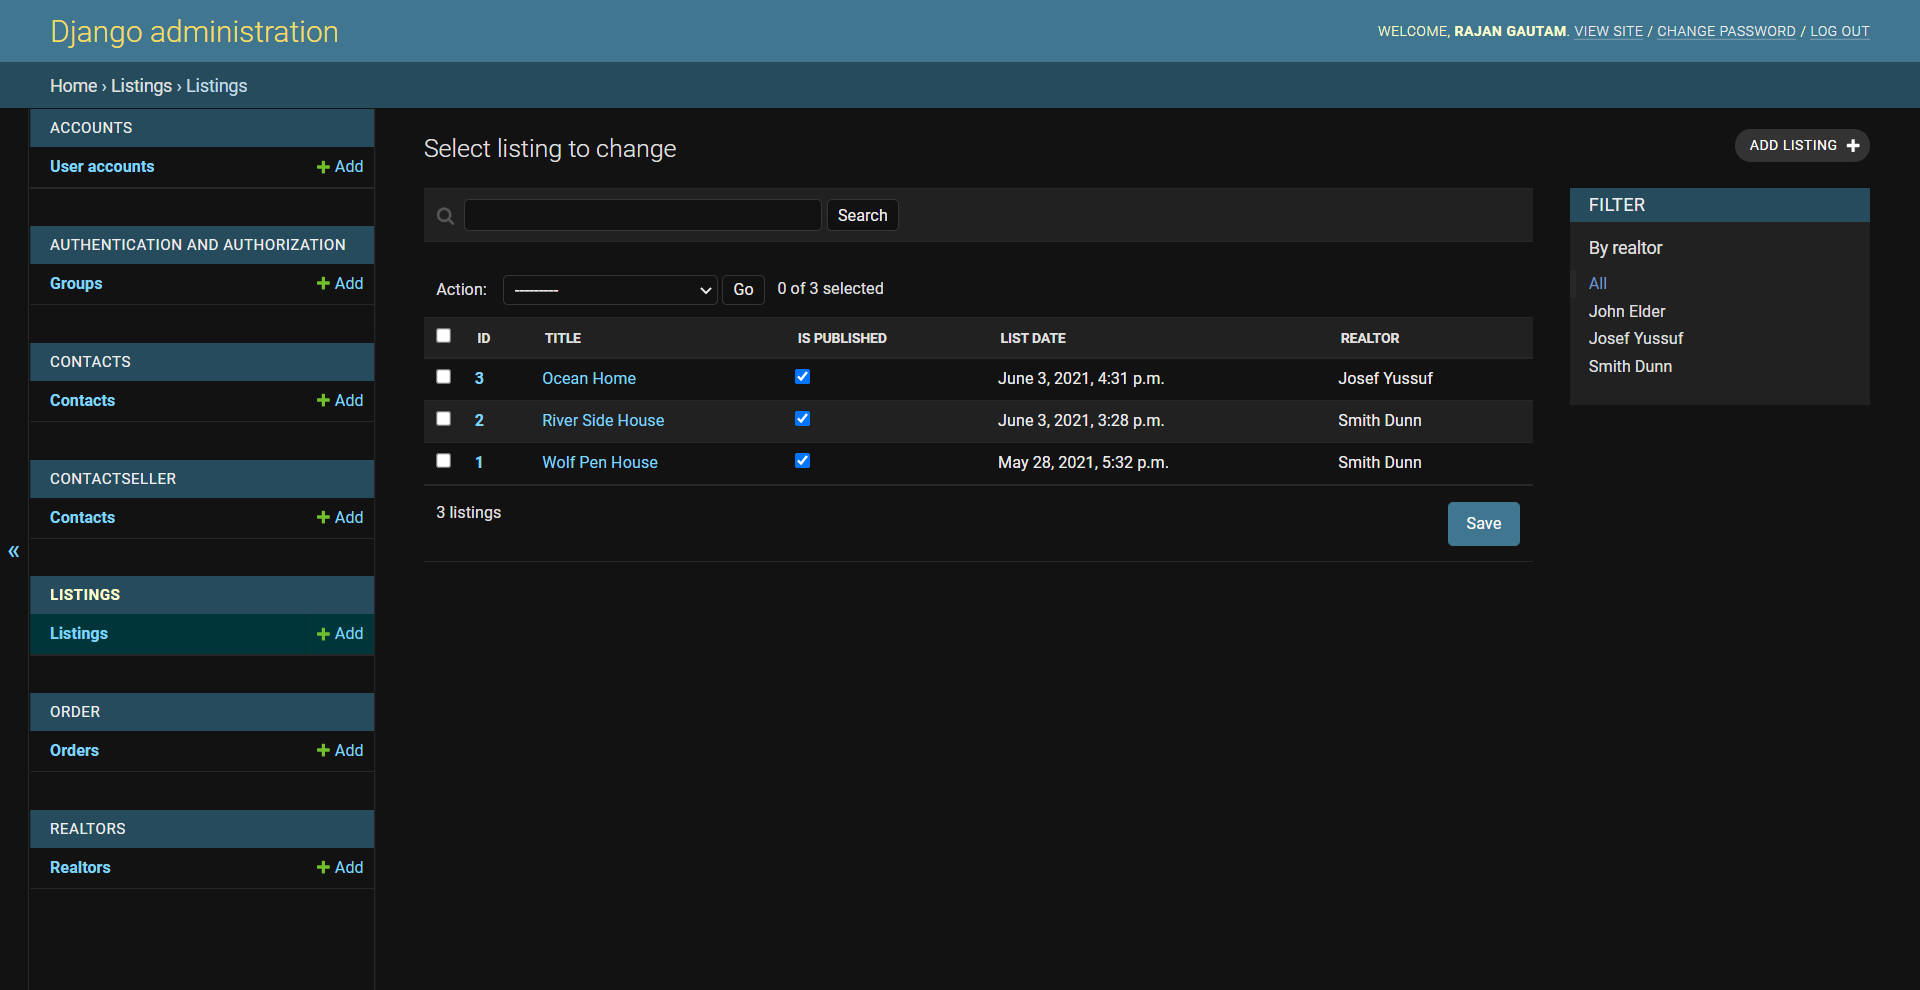 Django administration
WELCOME, RAJAN GAUTAM. VIEW SITE / CHANGE PASSWORD / LOG OUT
Home › Listings › Listings
ACCOUNTS
User accounts Add
AUTHENTICATION AND AUTHORIZATION
Groups Add
CONTACTS
Contacts Add
CONTACTSELLER
Contacts Add
«
LISTINGS
Listings Add
ORDER
Orders Add
REALTORS
Realtors Add
Select listing to change
ADD LISTING
Search
Action: --------- Go 0 of 3 selected
ID TITLE IS PUBLISHED LIST DATE REALTOR
3 Ocean Home June 3, 2021, 4:31 p.m. Josef Yussuf
2 River Side House June 3, 2021, 3:28 p.m. Smith Dunn
1 Wolf Pen House May 28, 2021, 5:32 p.m. Smith Dunn
3 listings
Save
FILTER
By realtor
All
John Elder
Josef Yussuf
Smith Dunn